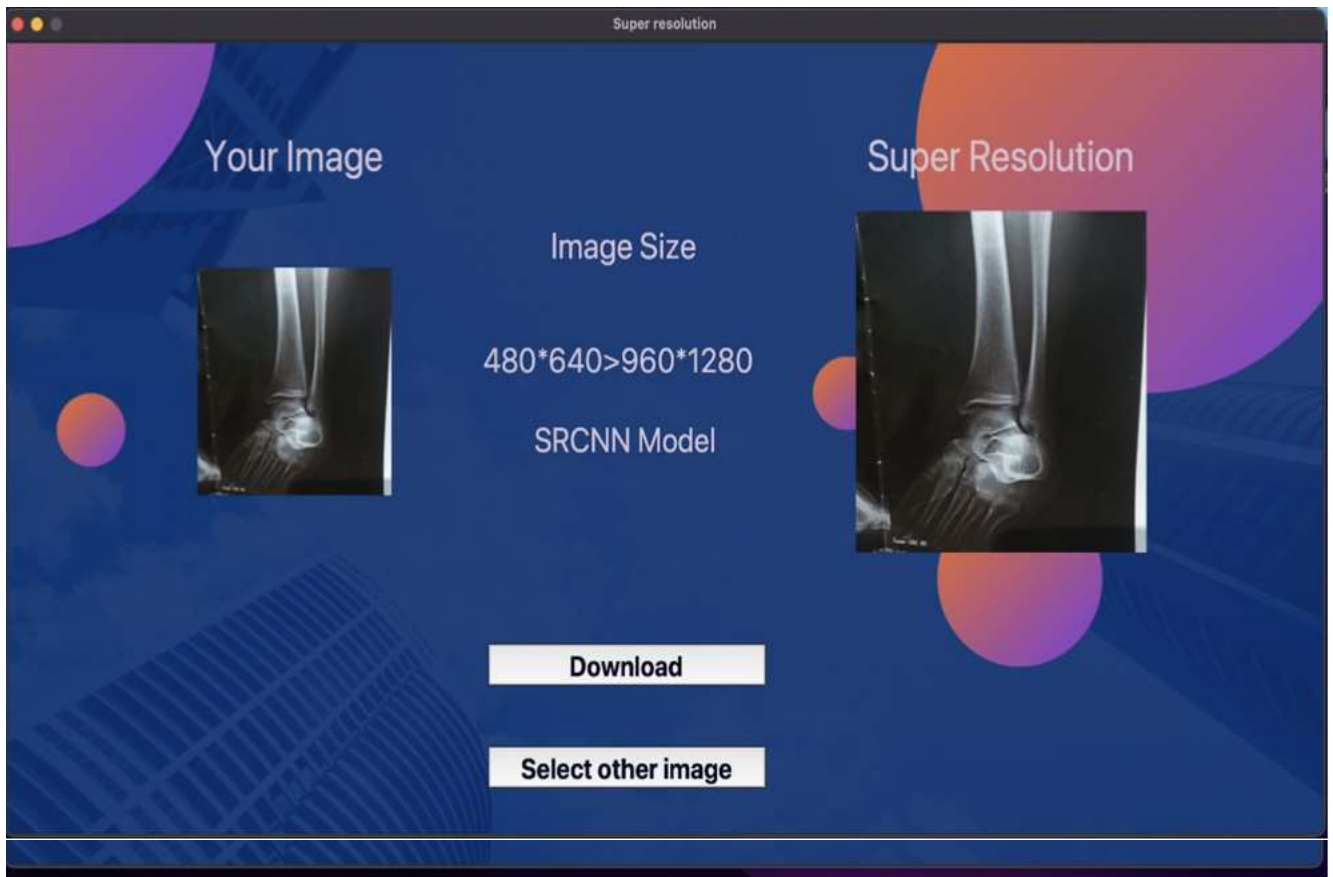 Super resolution
Your Image
Super Resolution
Image Size
480*640>960*1280
SRCNN Model
Download
Select other image